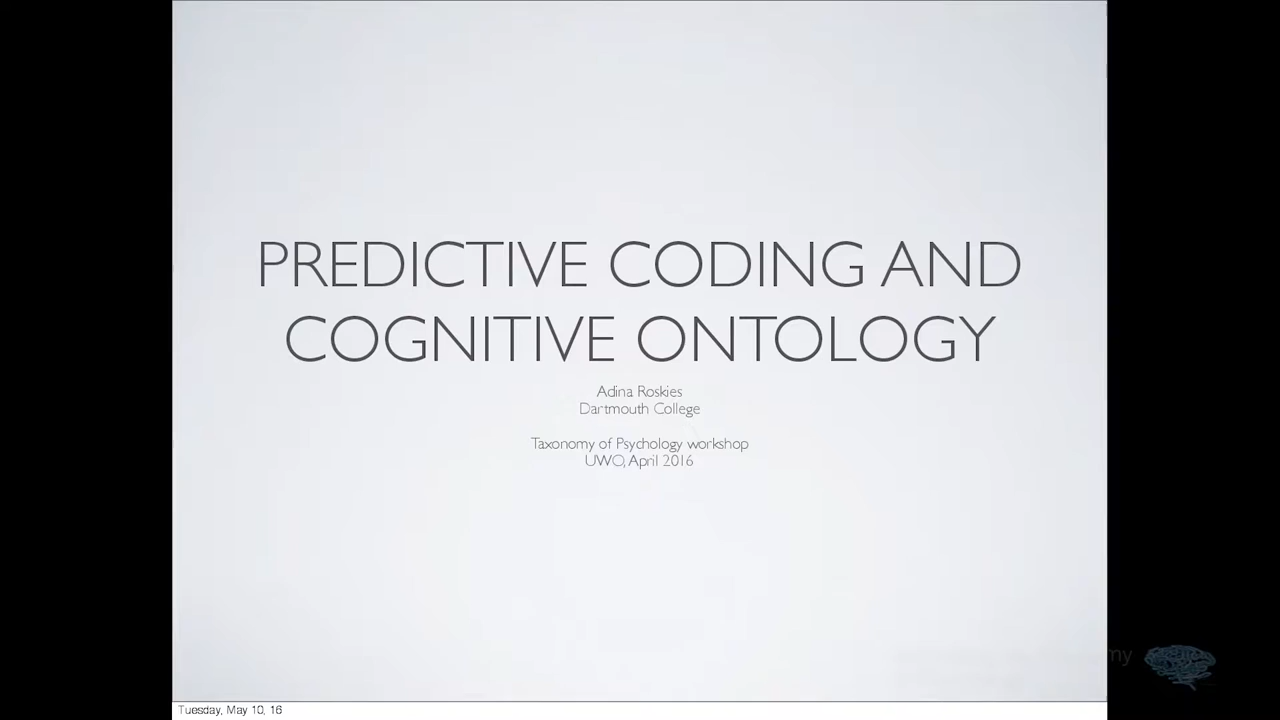 PREDICTIVE CODING AND
COGNITIVE ONTOLOGY
Adina Roskies
Dartmouth College
Taxonomy of Psychology workshop
UWO, April 2016
Tuesday, May 10, 16